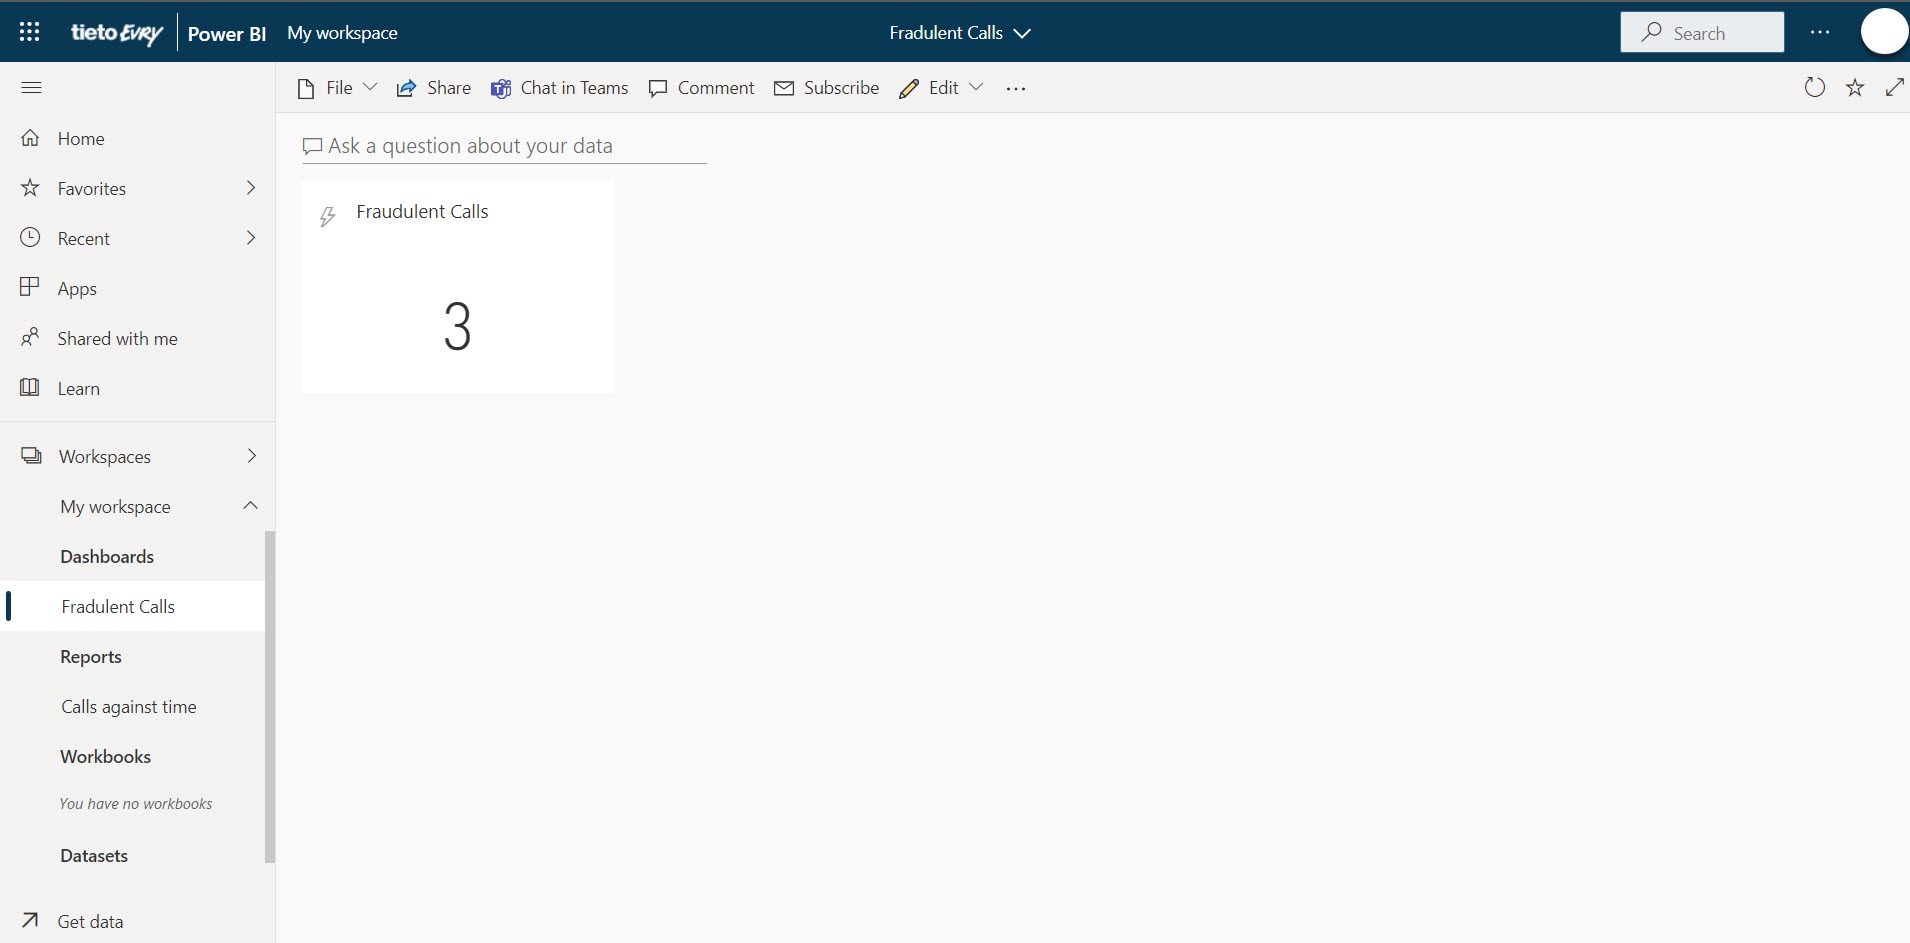 tieto EVRY Power BI My workspace Fradulent Calls Search
File Share Chat in Teams Comment Subscribe Edit
Home
Favorites
Recent
Apps
Shared with me
Learn
Workspaces
My workspace
Dashboards
Fradulent Calls
Reports
Calls against time
Workbooks
You have no workbooks
Datasets
Get data
Ask a question about your data
Fraudulent Calls
3